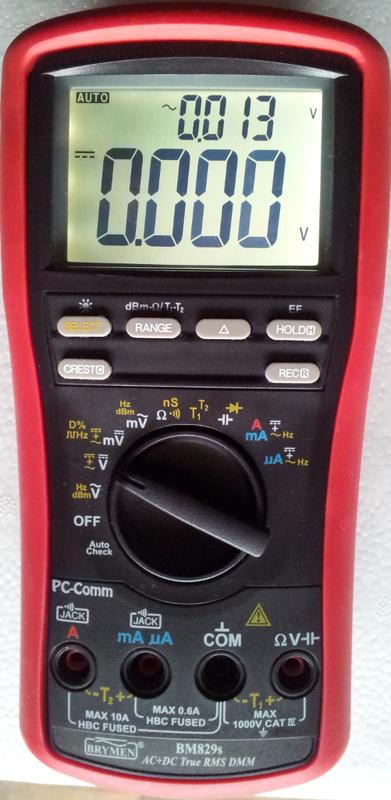 AUTO
~0.013 V
0.000 V
dBm-Ω/T1-T2 EF
SELECT RANGE Δ HOLD H
CREST C REC R
Hz dBm mV
nS Ω
T1 T2
A mA Hz
μA Hz
D% Hz mV
V
Hz dBm V
OFF
Auto Check
PC-Comm
JACK JACK
A mA μA COM ΩV
-T2+ -T1+
MAX 10A HBC FUSED
MAX 0.6A HBC FUSED
MAX 1000V CAT IV
BRYMEN BM829s
AC+DC True RMS DMM